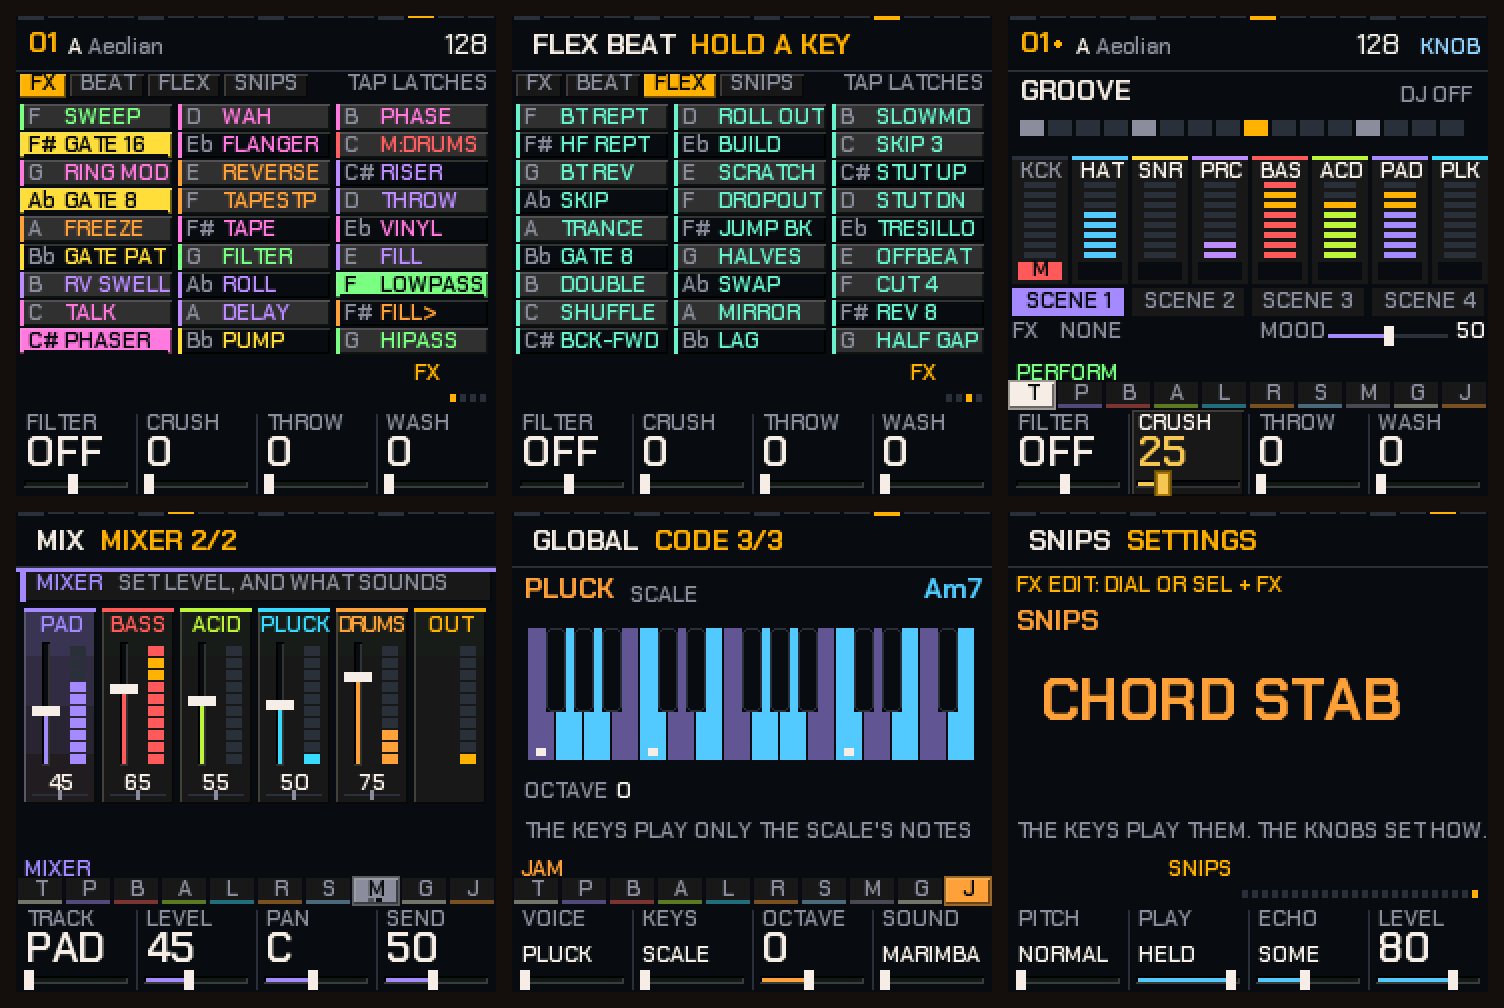 01 A Aeolian 128
FX BEAT FLEX SNIPS TAP LATCHES
F SWEEP D WAH B PHASE
F# GATE 16 Eb FLANGER C M:DRUMS
G RING MOD E REVERSE C# RISER
Ab GATE 8 F TAPESTP D THROW
A FREEZE F# TAPE Eb VINYL
Bb GATE PAT G FILTER E FILL
B RV SWELL Ab ROLL F LOWPASS
C TALK A DELAY F# FILL>
C# PHASER Bb PUMP G HIPASS
FX
FILTER CRUSH THROW WASH
OFF 0 0 0
FLEX BEAT HOLD A KEY
FX BEAT FLEX SNIPS TAP LATCHES
F BT REPT D ROLL OUT B SLOWMO
F# HF REPT Eb BUILD C SKIP 3
G BT REV E SCRATCH C# STUT UP
Ab SKIP F DROPOUT D STUT DN
A TRANCE F# JUMP BK Eb TRESILLO
Bb GATE 8 G HALVES E OFFBEAT
B DOUBLE Ab SWAP F CUT 4
C SHUFFLE A MIRROR F# REV 8
C# BCK-FWD Bb LAG G HALF GAP
FX
FILTER CRUSH THROW WASH
OFF 0 0 0
01• A Aeolian 128 KNOB
GROOVE DJ OFF
KCK HAT SNR PRC BAS ACD PAD PLK
M
SCENE 1 SCENE 2 SCENE 3 SCENE 4
FX NONE MOOD 50
PERFORM
T P B A L R S M G J
FILTER CRUSH THROW WASH
OFF 25 0 0
MIX MIXER 2/2
MIXER SET LEVEL, AND WHAT SOUNDS
PAD BASS ACID PLUCK DRUMS OUT
45 65 55 50 75
MIXER
T P B A L R S M G J
TRACK LEVEL PAN SEND
PAD 45 C 50
GLOBAL CODE 3/3
PLUCK SCALE Am7
OCTAVE 0
THE KEYS PLAY ONLY THE SCALE'S NOTES
JAM
T P B A L R S M G J
VOICE KEYS OCTAVE SOUND
PLUCK SCALE 0 MARIMBA
SNIPS SETTINGS
FX EDIT: DIAL OR SEL + FX
SNIPS
CHORD STAB
THE KEYS PLAY THEM. THE KNOBS SET HOW.
SNIPS
PITCH PLAY ECHO LEVEL
NORMAL HELD SOME 80